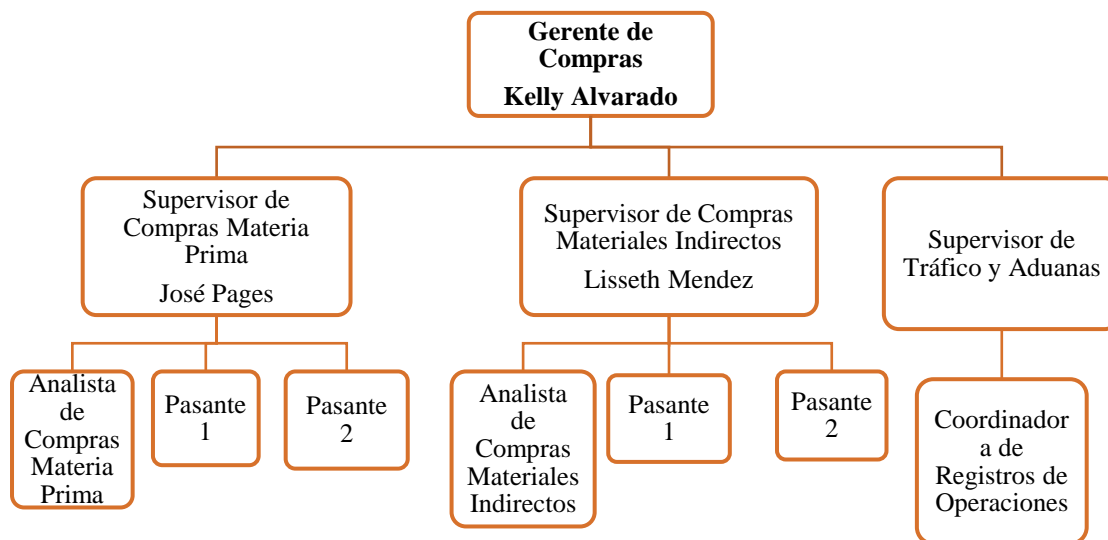 Gerente de
Compras
Kelly Alvarado
Supervisor de
Compras Materia
Prima
José Pages
Supervisor de Compras
Materiales Indirectos
Lisseth Mendez
Supervisor de
Tráfico y Aduanas
Analista
de
Compras
Materia
Prima
Pasante
1
Pasante
2
Analista
de
Compras
Materiales
Indirectos
Pasante
1
Pasante
2
Coordinador
a de
Registros de
Operaciones